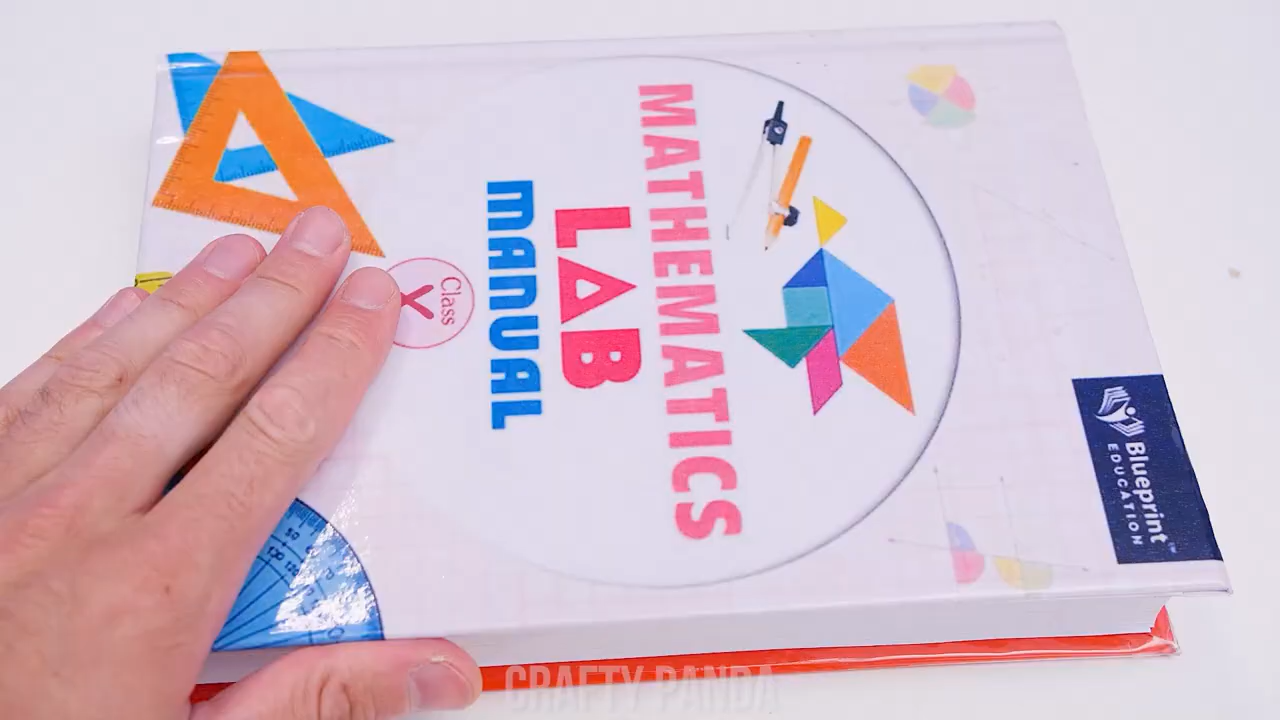 MATHEMATICS
LAB
MANUAL
Class
X
Blueprint
EDUCATION
CRAFTY PANDA